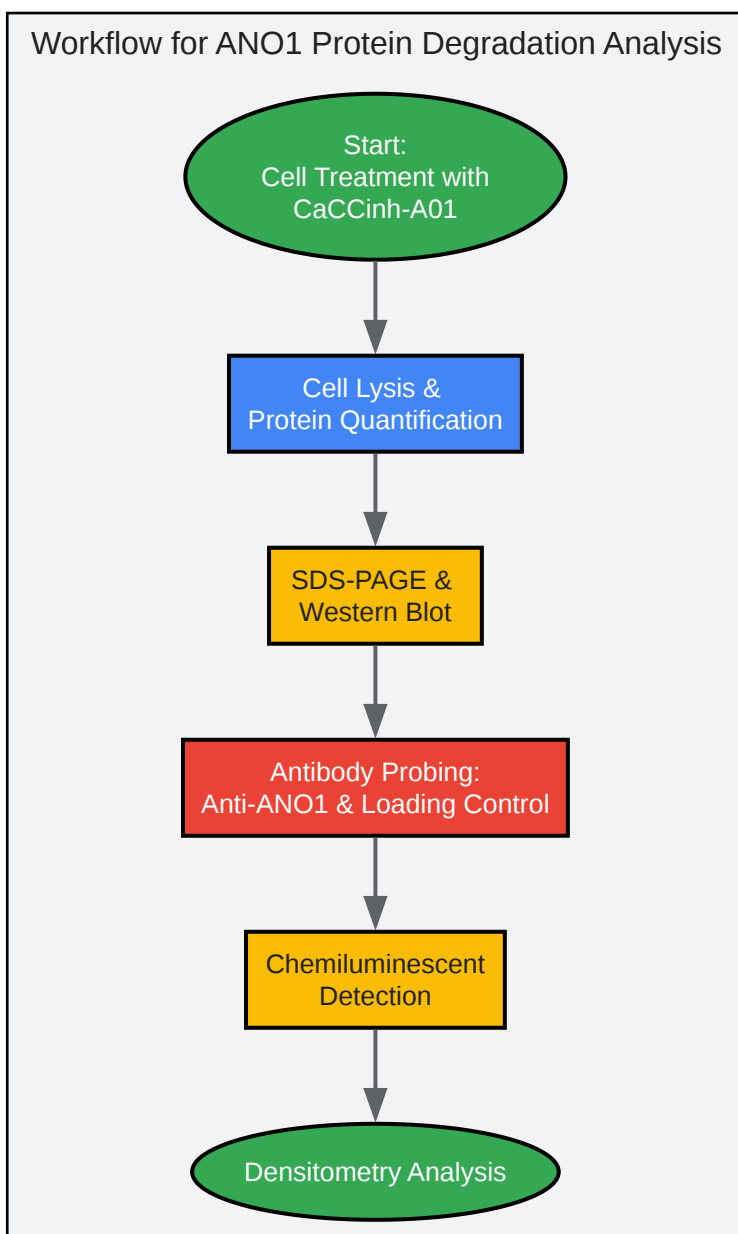 Workflow for ANO1 Protein Degradation Analysis
Start:
Cell Treatment with
CaCCinh-A01
Cell Lysis &
Protein Quantification
SDS-PAGE &
Western Blot
Antibody Probing:
Anti-ANO1 & Loading Control
Chemiluminescent
Detection
Densitometry Analysis